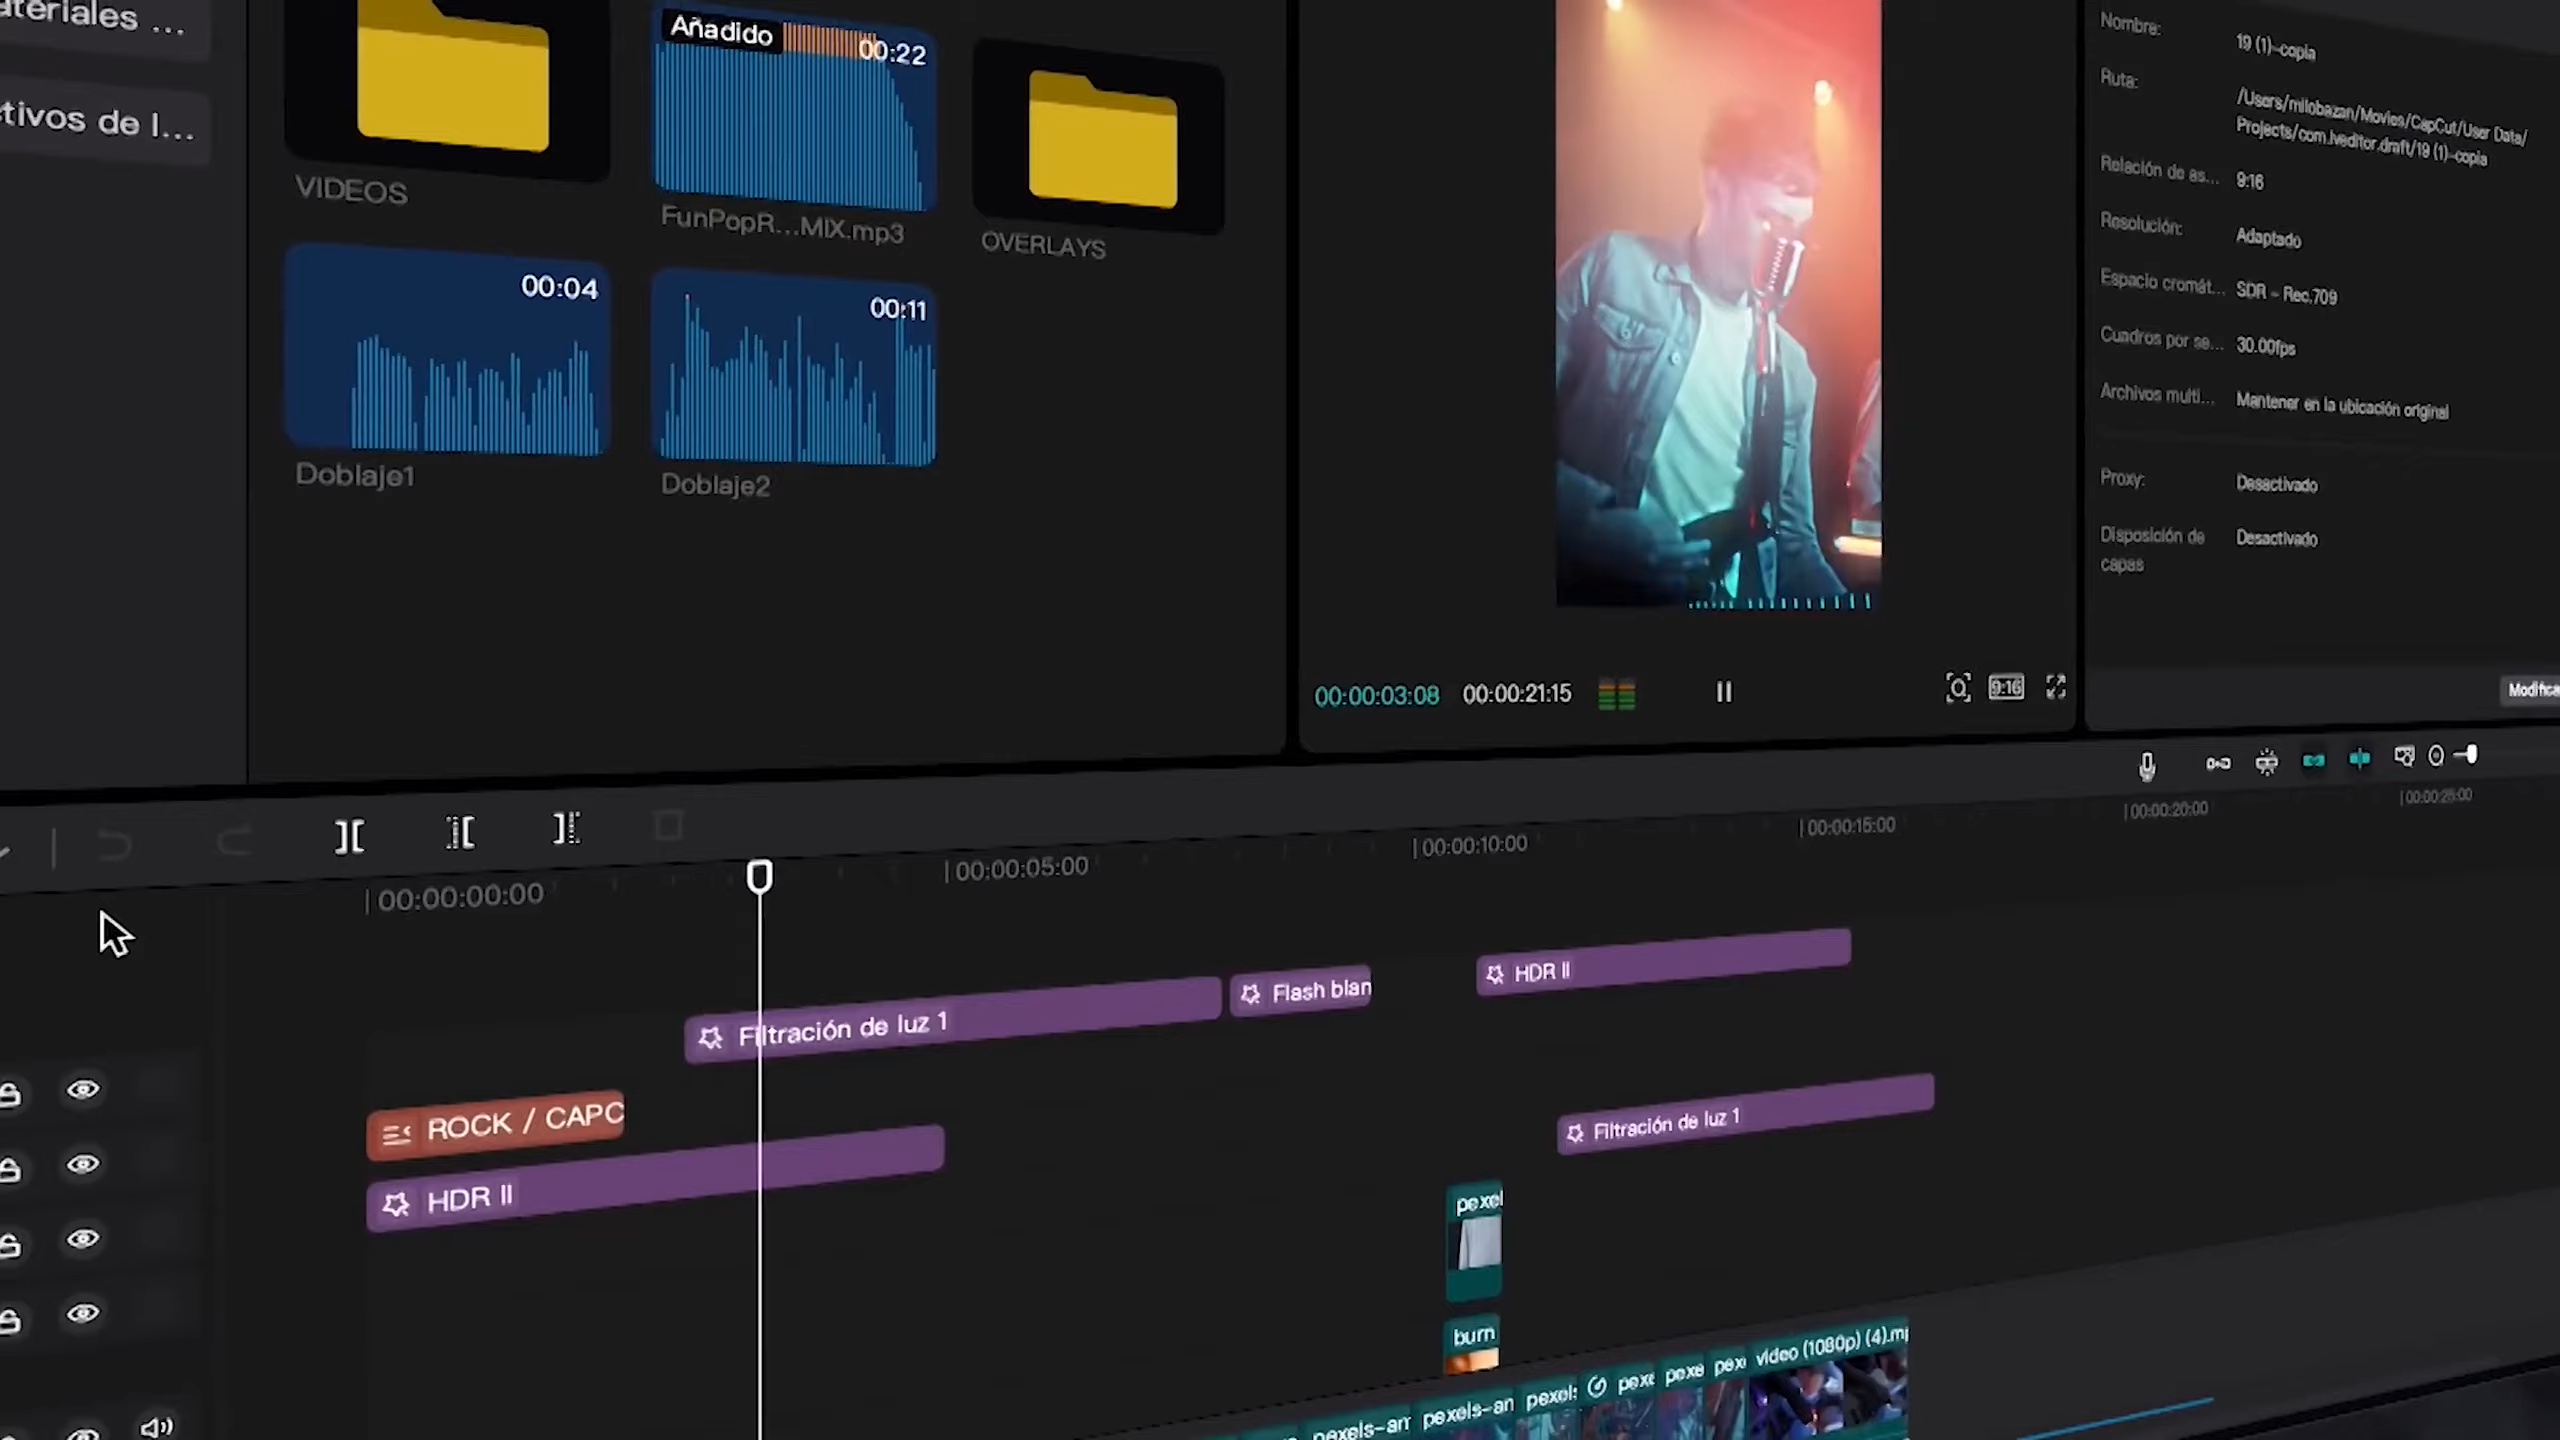 ateriales ...
ctivos de l...
VIDEOS
Añadido
00:22
FunPopR...MIX.mp3
OVERLAYS
00:04
Doblaje1
00:11
Doblaje2
00:00:03:08
00:00:21:15
9:16
Nombre:
19 (1)-copia
Ruta:
/Users/milobazan/Movies/CapCut/User Data/
Projects/com.lveditor.draft/19 (1)-copia
Relación de as...
9:16
Resolución:
Adaptado
Espacio cromát...
SDR - Rec.709
Cuadros por se...
30.00fps
Archivos multi...
Mantener en la ubicación original
Proxy:
Desactivado
Disposición de
capas
Desactivado
Modifica
00:00:00:00
00:00:05:00
00:00:10:00
00:00:15:00
00:00:20:00
00:00:25:00
HDR II
Filtración de luz 1
Flash blan
ROCK / CAPC
Filtración de luz 1
HDR II
pexel
burn
pexels-arr
pexels-an
pexels
pexe
pexe
pexe
video (1080p) (4).mp